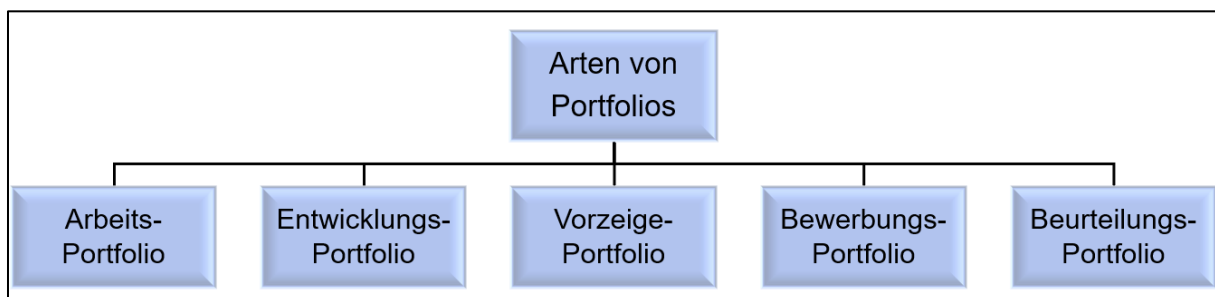 Arten von
Portfolios
Arbeits-
Portfolio
Entwicklungs-
Portfolio
Vorzeige-
Portfolio
Bewerbungs-
Portfolio
Beurteilungs-
Portfolio